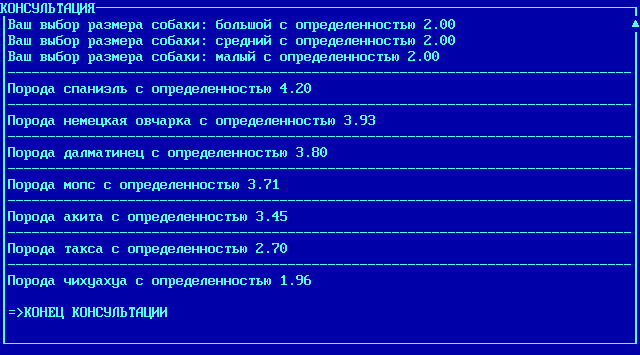 КОНСУЛЬТАЦИЯ
Ваш выбор размера собаки: большой с определенностью 2.00
Ваш выбор размера собаки: средний с определенностью 2.00
Ваш выбор размера собаки: малый с определенностью 2.00
Порода спаниэль с определенностью 4.20
Порода немецкая овчарка с определенностью 3.93
Порода далматинец с определенностью 3.80
Порода мопс с определенностью 3.71
Порода акита с определенностью 3.45
Порода такса с определенностью 2.70
Порода чихуахуа с определенностью 1.96
=>КОНЕЦ КОНСУЛЬТАЦИИ